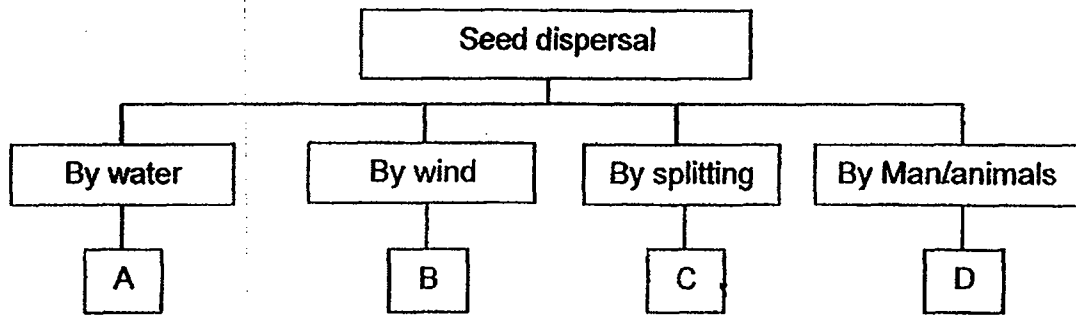 Seed dispersal
By water
By wind
By splitting
By Man/animals
A
B
C
D